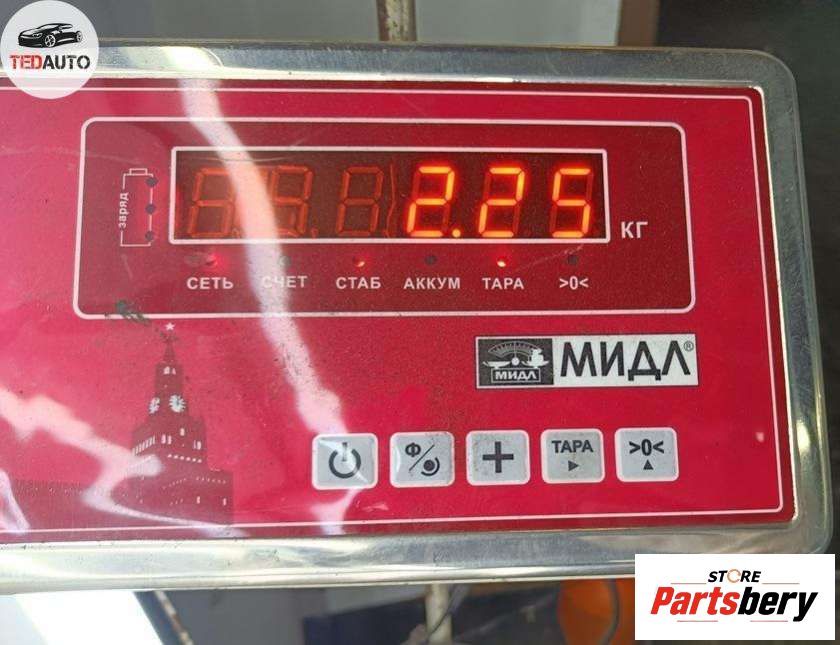 TEDAUTO
заряд
2.25
КГ
СЕТЬ СЧЕТ СТАБ АККУМ ТАРА >0<
МИДЛ МИДЛ®
Ф ТАРА >0<
STORE
Partsbery